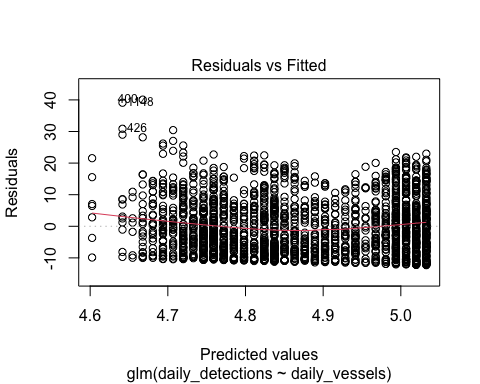 Residuals vs Fitted
40
30
20
10
0
-10
Residuals
1148
426
4.6 4.7 4.8 4.9 5.0
Predicted values
glm(daily_detections ~ daily_vessels)